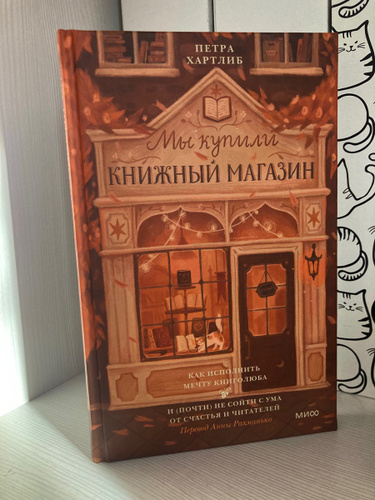 ПЕТРА
ХАРТЛИБ
Мы купили
КНИЖНЫЙ МАГАЗИН
КАК ИСПОЛНИТЬ
МЕЧТУ КНИГОЛЮБА
И (ПОЧТИ) НЕ СОЙТИ С УМА
ОТ СЧАСТЬЯ И ЧИТАТЕЛЕЙ
Перевод Анны Рахманько
МИФ